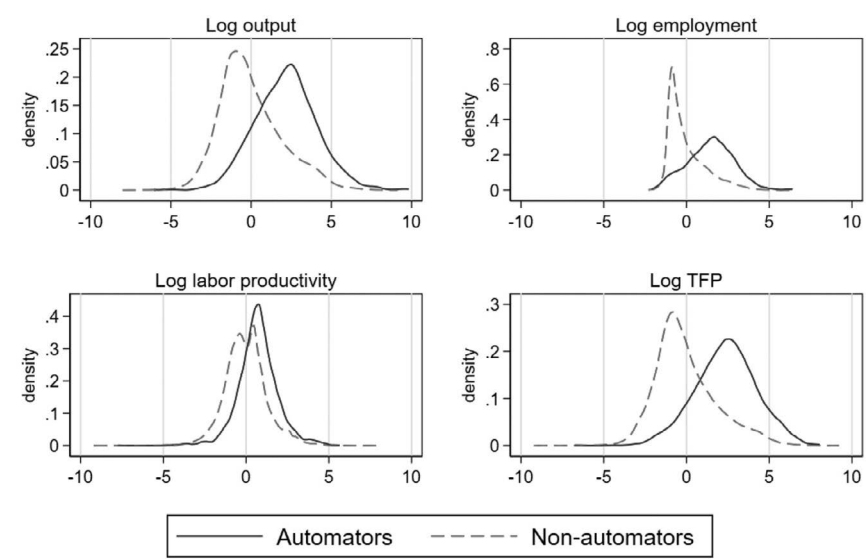 Log output
.25
.2
.15
.1
.05
0
density
-10 -5 0 5 10
Log employment
.8
.6
.4
.2
0
density
-10 -5 0 5 10
Log labor productivity
.4
.3
.2
.1
0
density
-10 -5 0 5 10
Log TFP
.3
.2
.1
0
density
-10 -5 0 5 10
Automators Non-automators